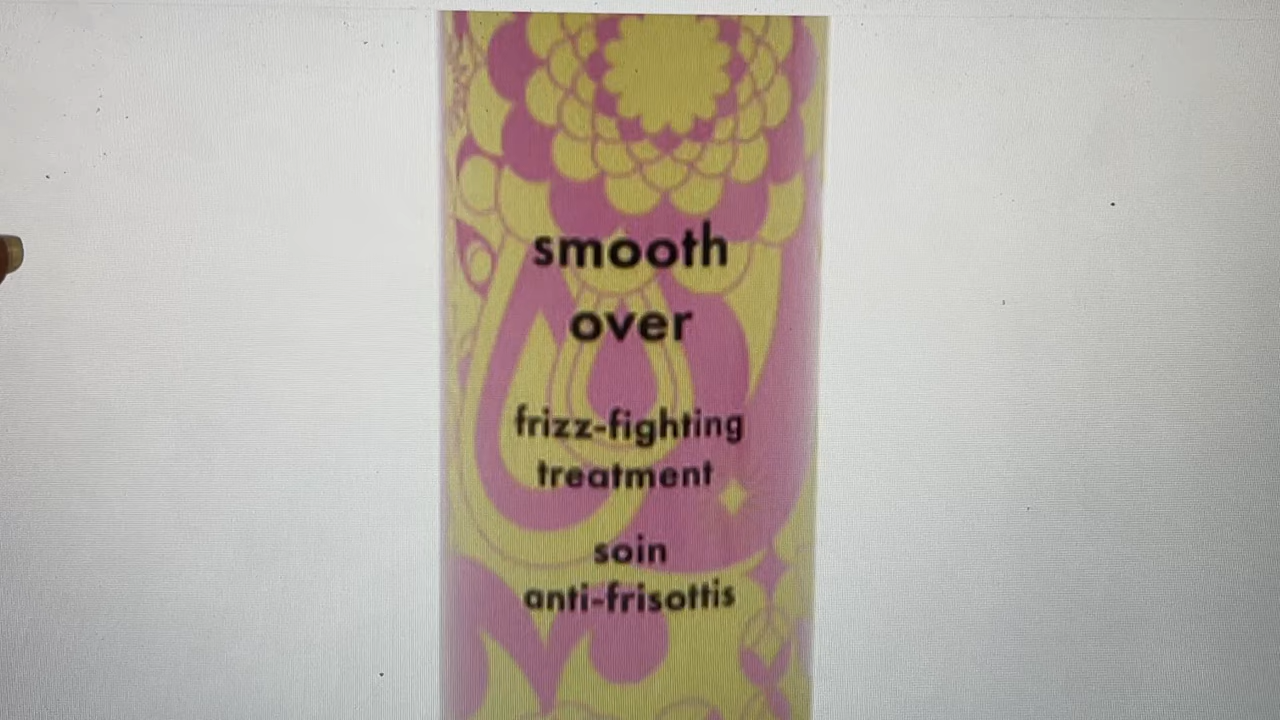 smooth
over
frizz-fighting
treatment
soin
anti-frisottis